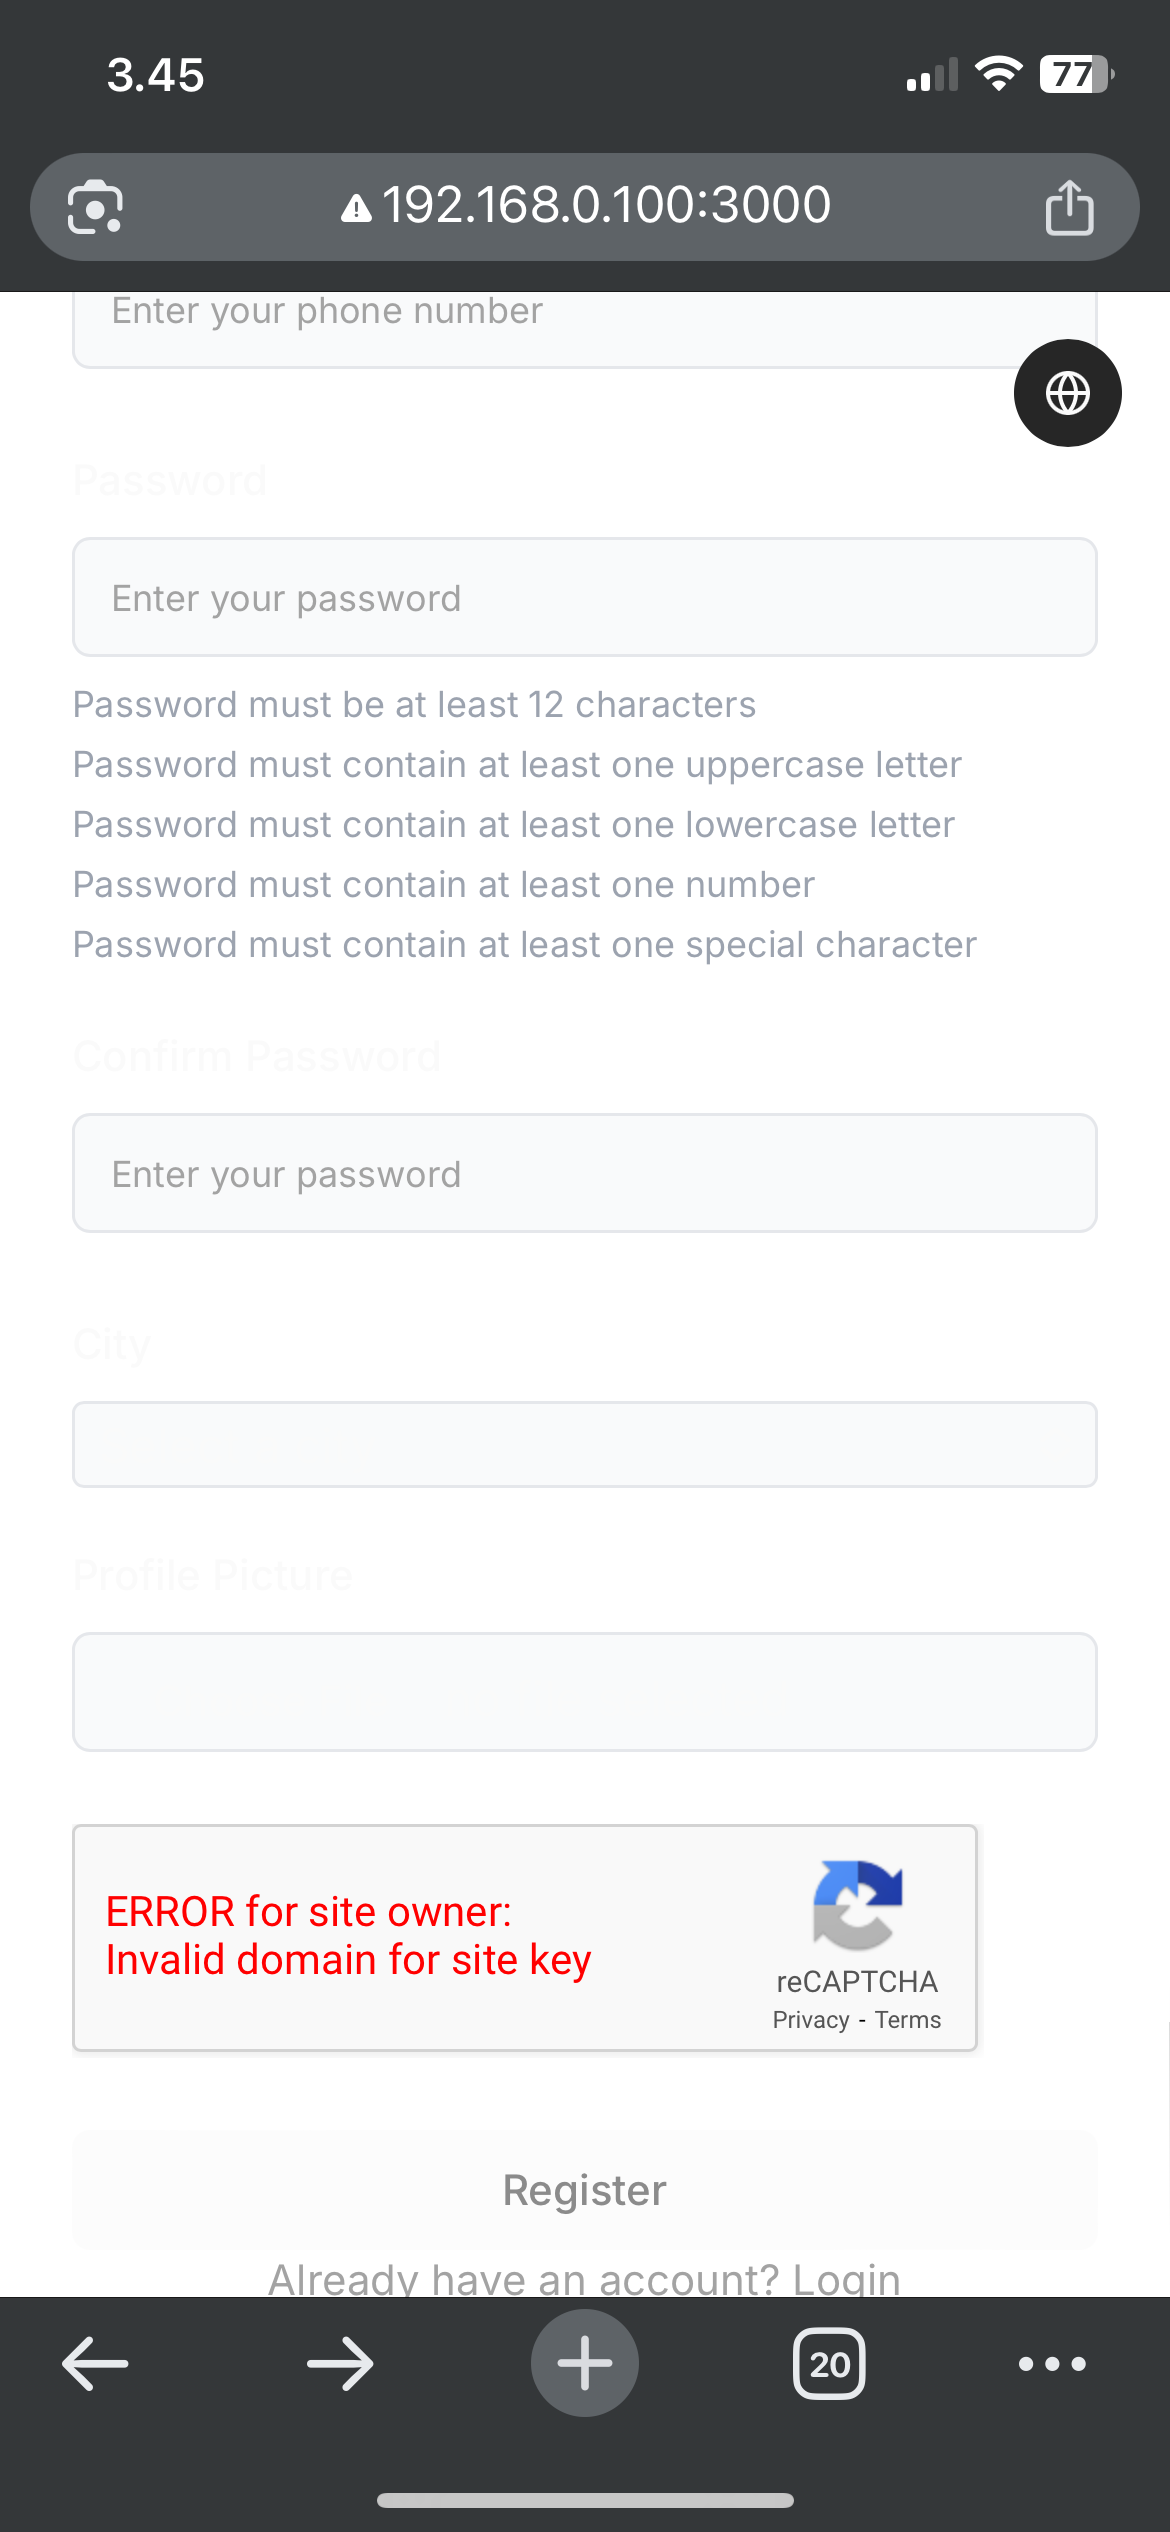 3.45
77
192.168.0.100:3000
Enter your phone number
Password
Enter your password
Password must be at least 12 characters
Password must contain at least one uppercase letter
Password must contain at least one lowercase letter
Password must contain at least one number
Password must contain at least one special character
Confirm Password
Enter your password
City
Profile Picture
ERROR for site owner:
Invalid domain for site key
reCAPTCHA
Privacy - Terms
Register
Already have an account? Login
20